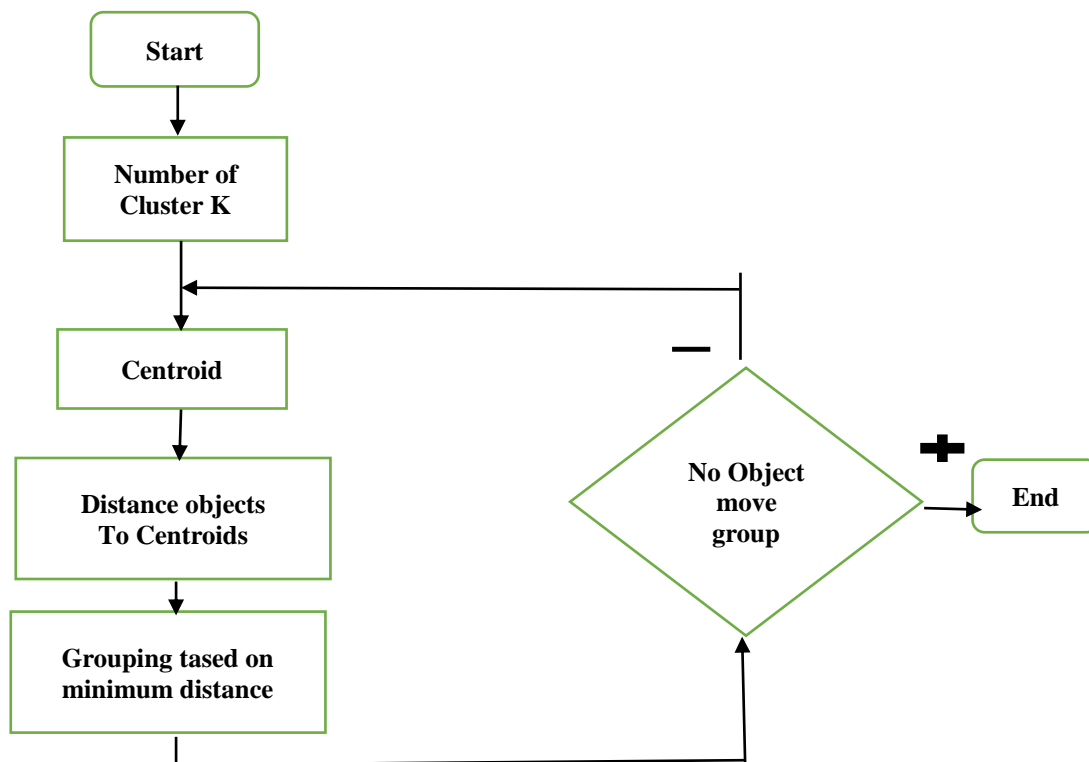 Start
Number of
Cluster K
Centroid
Distance objects
To Centroids
Grouping tased on
minimum distance
No Object
move
group
End